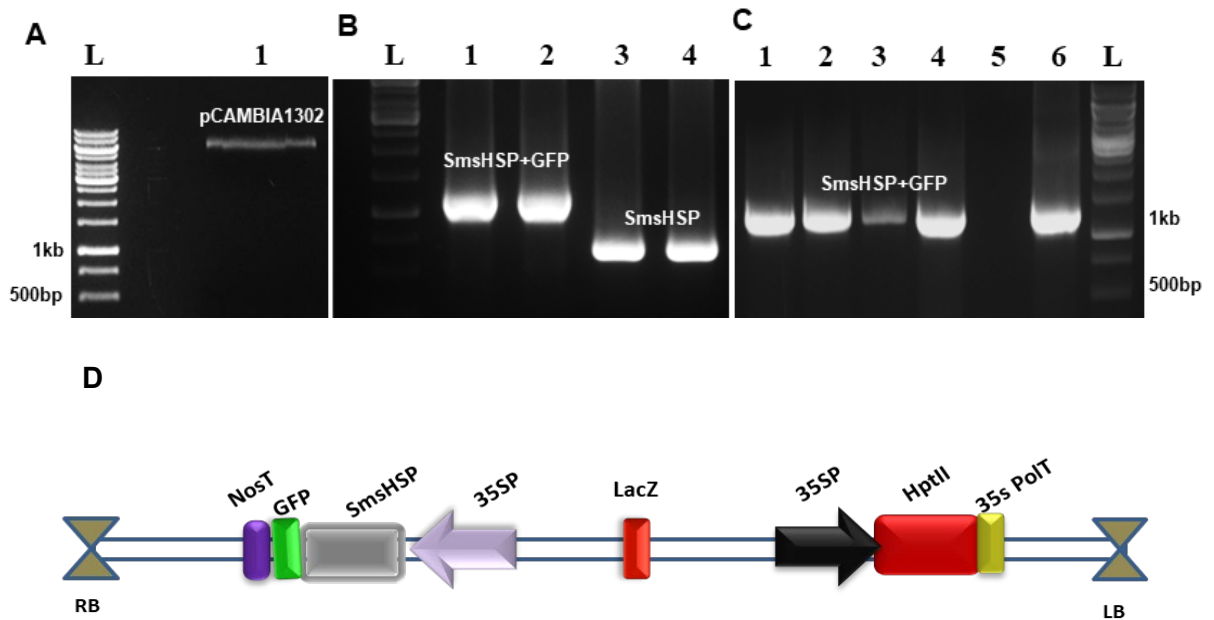 A
L 1
pCAMBIA1302
1kb
500bp
B
L 1 2 3 4
SmsHSP+GFP
SmsHSP
C
1 2 3 4 5 6 L
SmsHSP+GFP
1kb
500bp
D
NosT
GFP
SmsHSP
35SP
LacZ
35SP
HptII
35s PolT
RB
LB